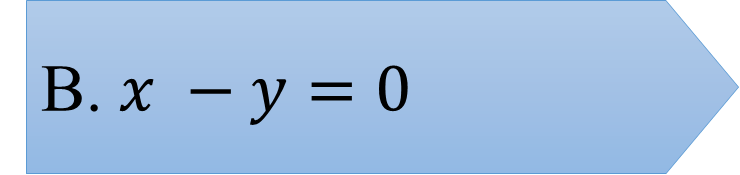 B. x − y = 0